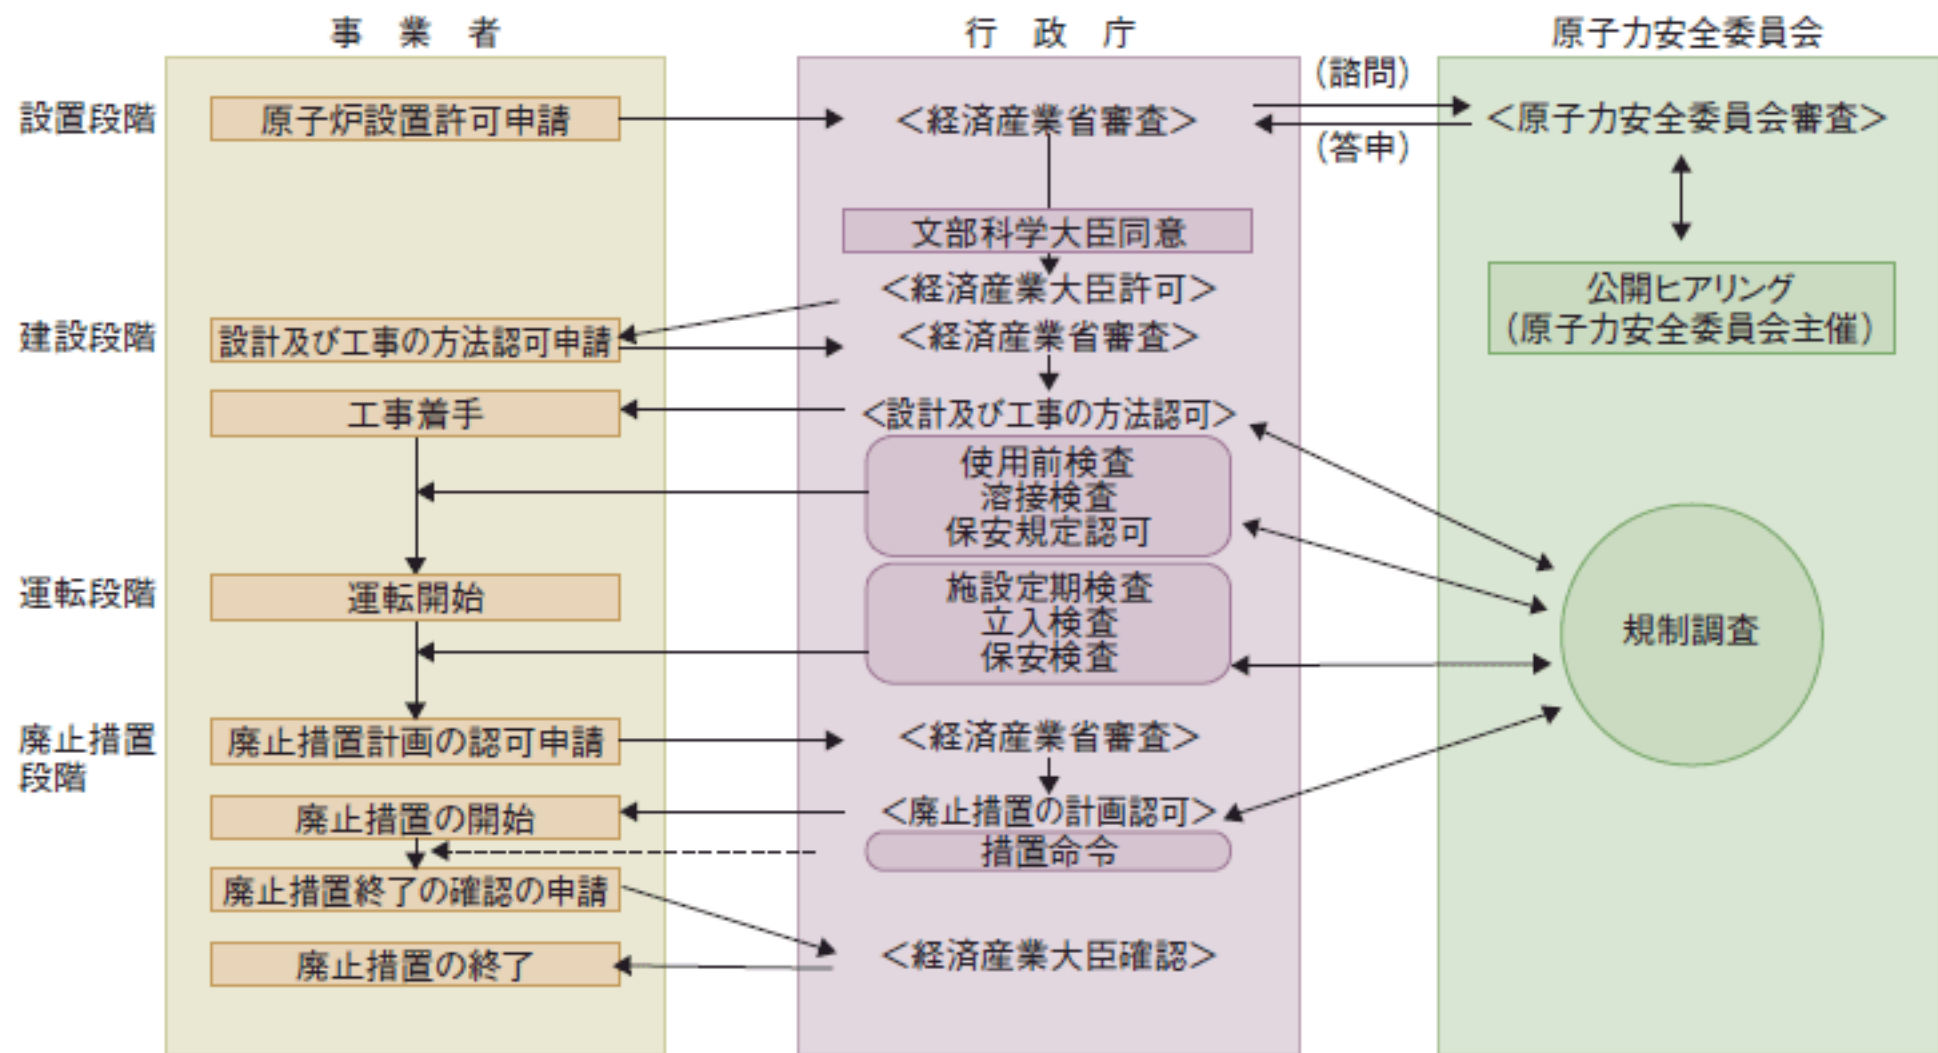 事 業 者
行 政 庁
原子力安全委員会
設置段階
原子炉設置許可申請
<経済産業省審査>
(諮問)
(答申)
<原子力安全委員会審査>
文部科学大臣同意
<経済産業大臣許可>
公開ヒアリング
(原子力安全委員会主催)
建設段階
設計及び工事の方法認可申請
<経済産業省審査>
工事着手
<設計及び工事の方法認可>
使用前検査
溶接検査
保安規定認可
運転段階
運転開始
施設定期検査
立入検査
保安検査
規制調査
廃止措置
段階
廃止措置計画の認可申請
<経済産業省審査>
廃止措置の開始
<廃止措置の計画認可>
措置命令
廃止措置終了の確認の申請
廃止措置の終了
<経済産業大臣確認>